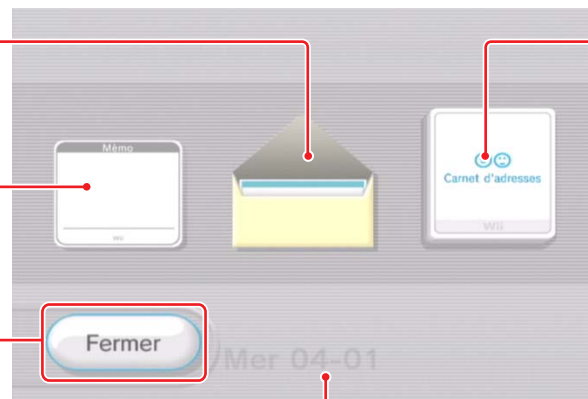 Mémo
Wii
Carnet d'adresses
Wii
Fermer
Mer 04-01